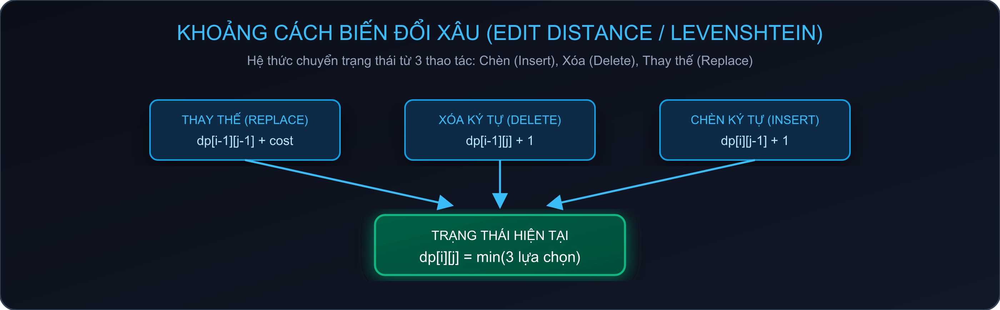 KHOẢNG CÁCH BIẾN ĐỔI XÂU (EDIT DISTANCE / LEVENSHTEIN)
Hệ thức chuyển trạng thái từ 3 thao tác: Chèn (Insert), Xóa (Delete), Thay thế (Replace)
THAY THẾ (REPLACE)
dp[i-1][j-1] + cost
XÓA KÝ TỰ (DELETE)
dp[i-1][j] + 1
CHÈN KÝ TỰ (INSERT)
dp[i][j-1] + 1
TRẠNG THÁI HIỆN TẠI
dp[i][j] = min(3 lựa chọn)